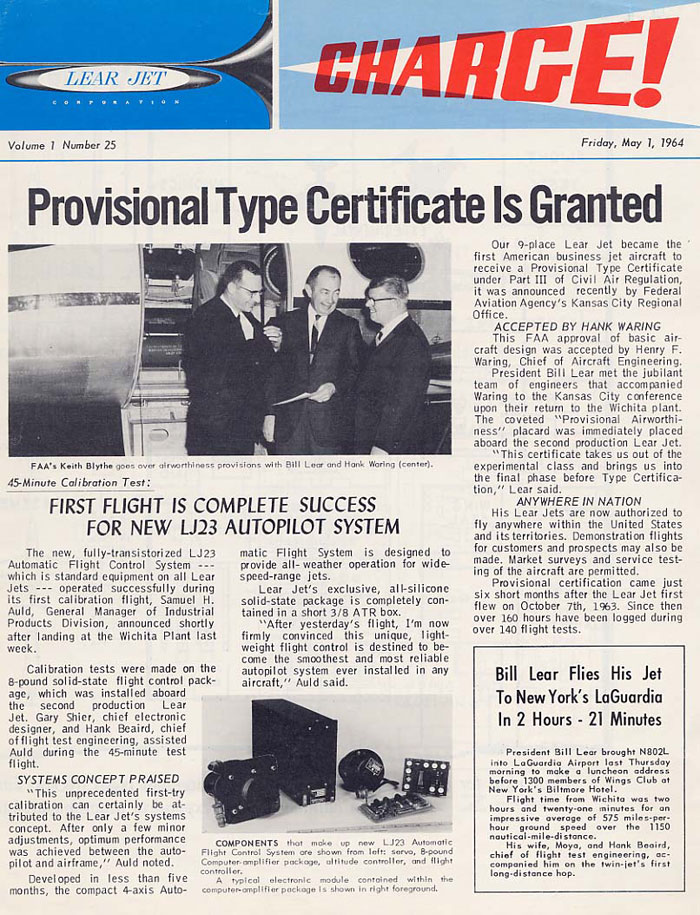 LEAR JET
CORPORATION
CHARGE!
Volume 1 Number 25
Friday, May 1, 1964
Provisional Type Certificate Is Granted
FAA's Keith Blythe goes over airworthiness provisions with Bill Lear and Hank Waring (center).
45-Minute Calibration Test:
FIRST FLIGHT IS COMPLETE SUCCESS
FOR NEW LJ23 AUTOPILOT SYSTEM
The new, fully-transistorized LJ23
Automatic Flight Control System ---
which is standard equipment on all Lear
Jets --- operated successfully during
its first calibration flight, Samuel H.
Auld, General Manager of Industrial
Products Division, announced shortly
after landing at the Wichita Plant last
week.
Calibration tests were made on the
8-pound solid-state flight control pack-
age, which was installed aboard
the second production Lear
Jet. Gary Shier, chief electronic
designer, and Hank Beaird, chief
of flight test engineering, assisted
Auld during the 45-minute test
flight.
SYSTEMS CONCEPT PRAISED
"This unprecedented first-try
calibration can certainly be at-
tributed to the Lear Jet's systems
concept. After only a few minor
adjustments, optimum performance
was achieved between the auto-
pilot and airframe," Auld noted.
Developed in less than five
months, the compact 4-axis Auto-
matic Flight System is designed to
provide all-weather operation for wide-
speed-range jets.
Lear Jet's exclusive, all-silicone
solid-state package is completely con-
tained in a short 3/8 ATR box.
"After yesterday's flight, I'm now
firmly convinced this unique, light-
weight flight control is destined to be-
come the smoothest and most reliable
autopilot system ever installed in any
aircraft," Auld said.
COMPONENTS that make up new LJ23 Automatic
Flight Control System are shown from left: servo, 8-pound
Computer-amplifier package, altitude controller, and flight
controller.
A typical electronic module contained within the
computer-amplifier package is shown in right foreground.
Our 9-place Lear Jet became the
first American business jet aircraft to
receive a Provisional Type Certificate
under Part III of Civil Air Regulation,
it was announced recently by Federal
Aviation Agency's Kansas City Regional
Office.
ACCEPTED BY HANK WARING
This FAA approval of basic air-
craft design was accepted by Henry F.
Waring, Chief of Aircraft Engineering.
President Bill Lear met the jubilant
team of engineers that accompanied
Waring to the Kansas City conference
upon their return to the Wichita plant.
The coveted "Provisional Airworthi-
ness" placard was immediately placed
aboard the second production Lear Jet.
"This certificate takes us out of the
experimental class and brings us into
the final phase before Type Certifica-
tion," Lear said.
ANYWHERE IN NATION
His Lear Jets are now authorized to
fly anywhere within the United States
and its territories. Demonstration flights
for customers and prospects may also be
made. Market surveys and service test-
ing of the aircraft are permitted.
Provisional certification came just
six short months after the Lear Jet first
flew on October 7th, 1963. Since then
over 160 hours have been logged during
over 140 flight tests.
Bill Lear Flies His Jet
To New York's LaGuardia
In 2 Hours - 21 Minutes
President Bill Lear brought N802L
into LaGuardia Airport last Thursday
morning to make a luncheon address
before 1300 members of Wings Club at
New York's Biltmore Hotel.
Flight time from Wichita was two
hours and twenty-one minutes for an
impressive average of 575 miles-per-
hour ground speed over the 1150
nautical-mile-distance.
His wife, Moya, and Hank Beaird,
chief of flight test engineering, ac-
companied him on the twin-jet's first
long-distance hop.